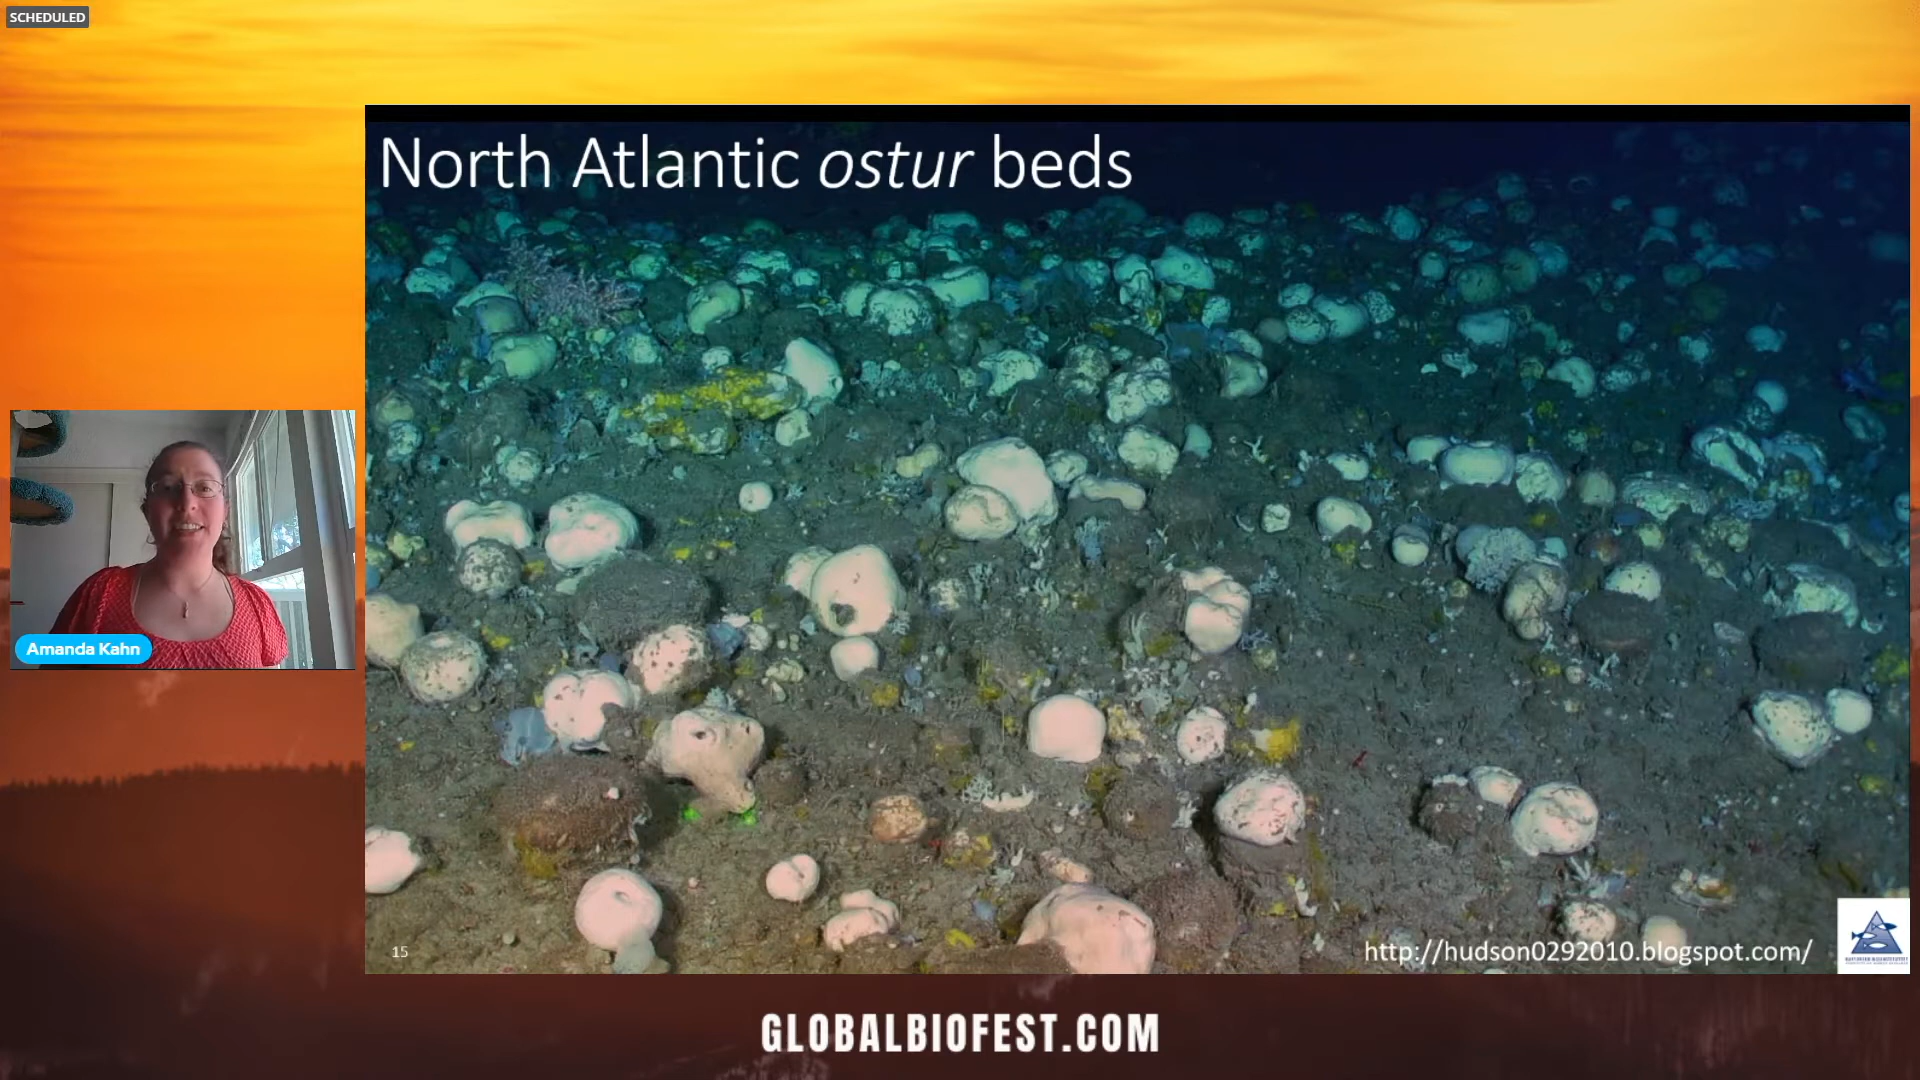 SCHEDULED
North Atlantic ostur beds
Amanda Kahn
15
http://hudson0292010.blogspot.com/
GLOBALBIOFEST.COM